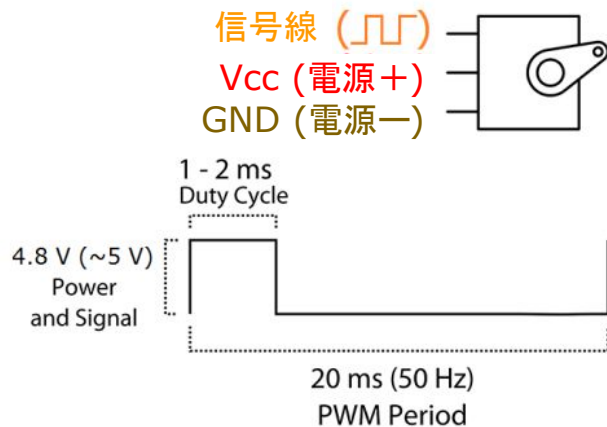 信号線 ( )
Vcc (電源＋)
GND (電源ー)
1 - 2 ms
Duty Cycle
4.8 V (~5 V)
Power
and Signal
20 ms (50 Hz)
PWM Period